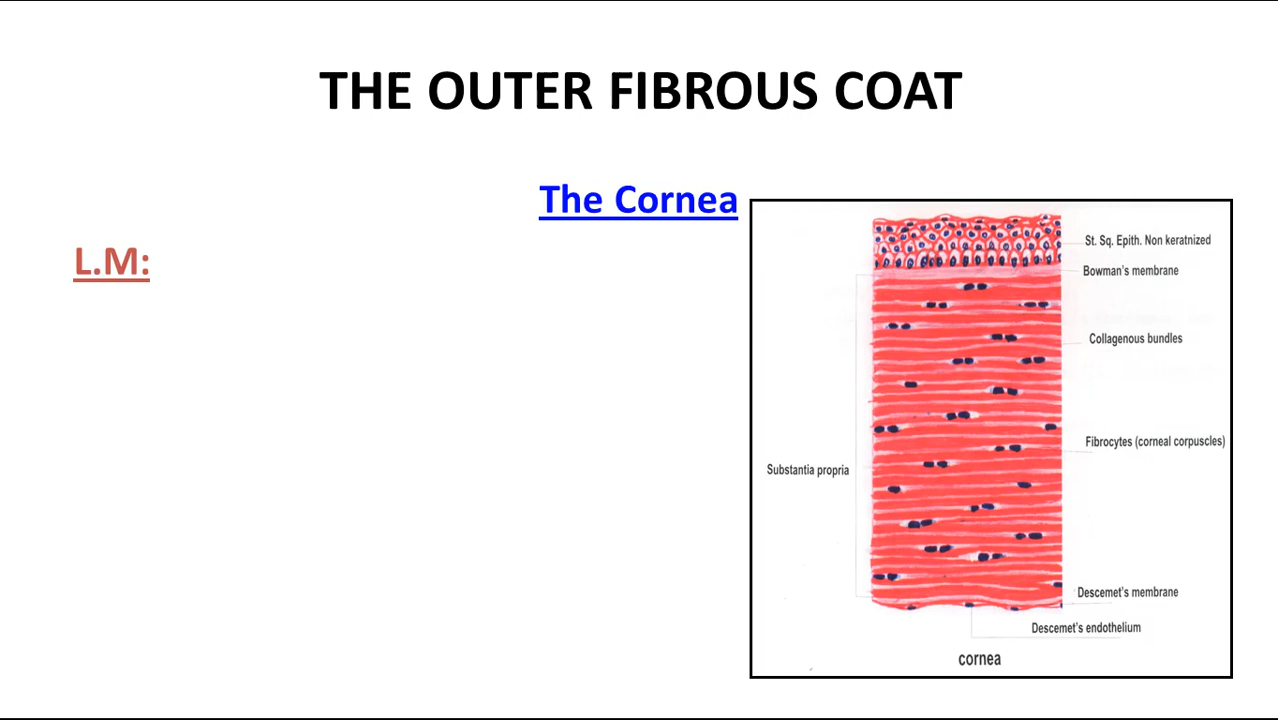 THE OUTER FIBROUS COAT
The Cornea
L.M:
St. Sq. Epith. Non keratnized
Bowman's membrane
Collagenous bundles
Fibrocytes (corneal corpuscles)
Substantia propria
Descemet's membrane
Descemet's endothelium
cornea